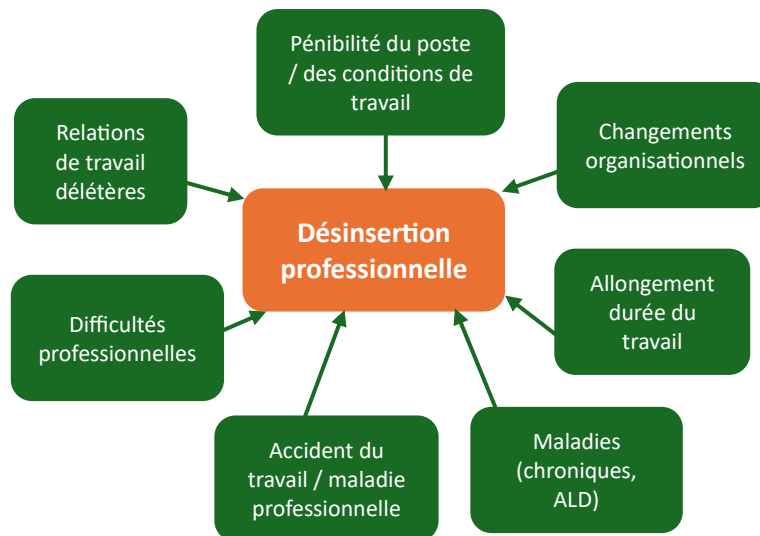 Pénibilité du poste
/ des conditions de
travail
Relations
de travail
délétères
Changements
organisationnels
Désinsertion
professionnelle
Difficultés
professionnelles
Allongement
durée du
travail
Accident du
travail / maladie
professionnelle
Maladies
(chroniques,
ALD)